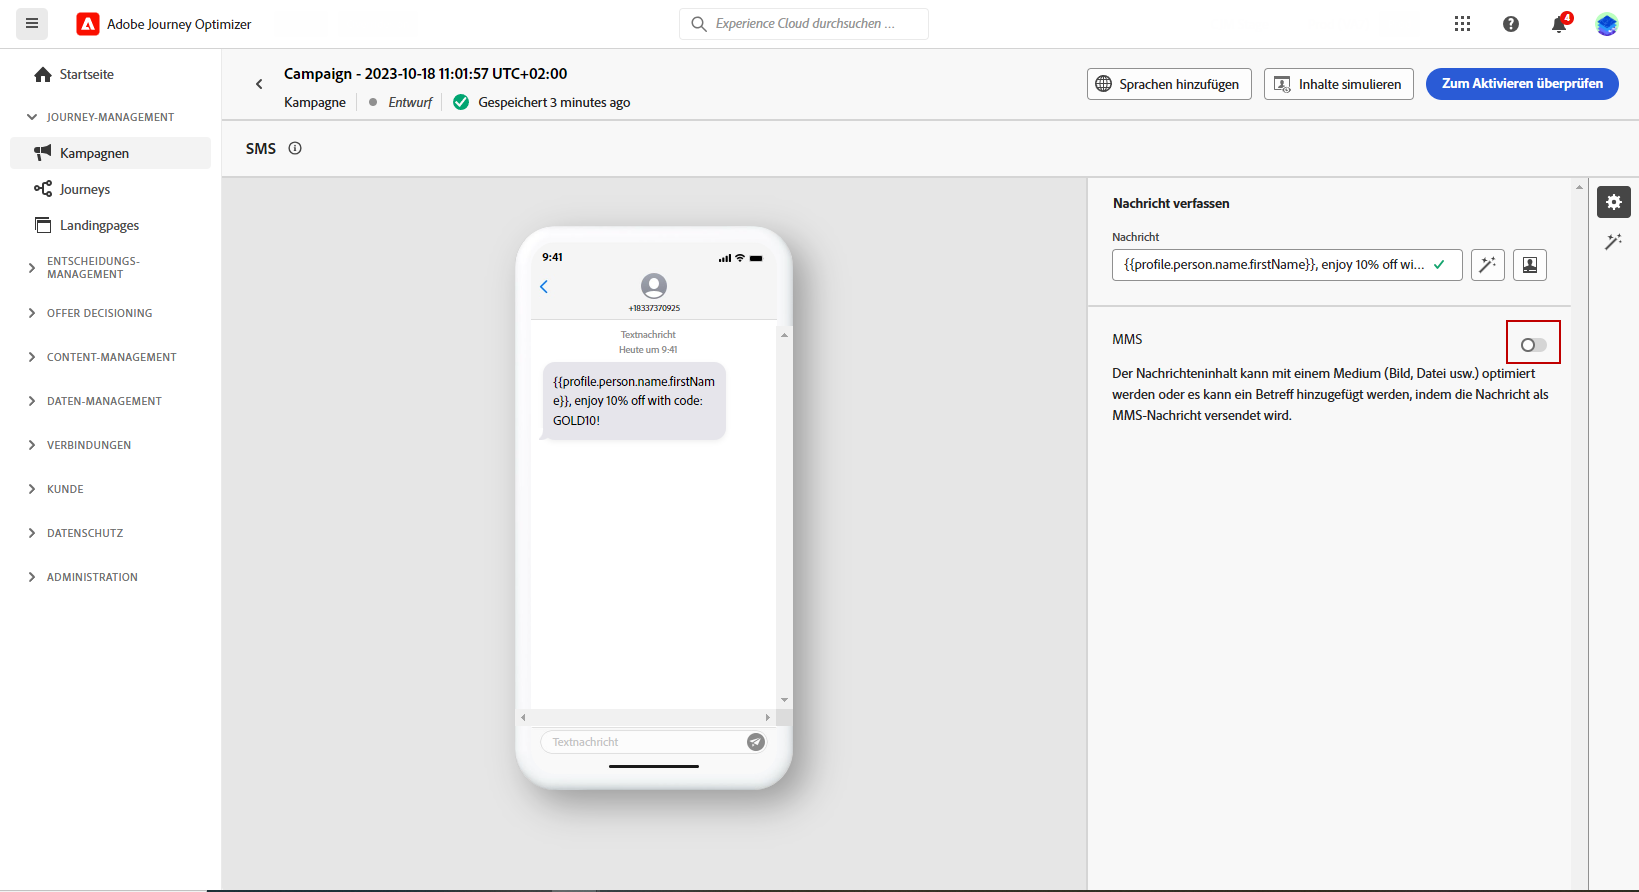 Adobe Journey Optimizer
Experience Cloud durchsuchen ...
4
Startseite
JOURNEY-MANAGEMENT
Kampagnen
Journeys
Landingpages
ENTSCHEIDUNGS-
MANAGEMENT
OFFER DECISIONING
CONTENT-MANAGEMENT
DATEN-MANAGEMENT
VERBINDUNGEN
KUNDE
DATENSCHUTZ
ADMINISTRATION
Campaign - 2023-10-18 11:01:57 UTC+02:00
Kampagne
Entwurf
Gespeichert 3 minutes ago
Sprachen hinzufügen
Inhalte simulieren
Zum Aktivieren überprüfen
SMS
9:41
+18337370925
Textnachricht
Heute um 9:41
{{profile.person.name.firstNam
e}}, enjoy 10% off with code:
GOLD10!
Textnachricht
Nachricht verfassen
Nachricht
{{profile.person.name.firstName}}, enjoy 10% off wi...
MMS
Der Nachrichteninhalt kann mit einem Medium (Bild, Datei usw.) optimiert
werden oder es kann ein Betreff hinzugefügt werden, indem die Nachricht als
MMS-Nachricht versendet wird.